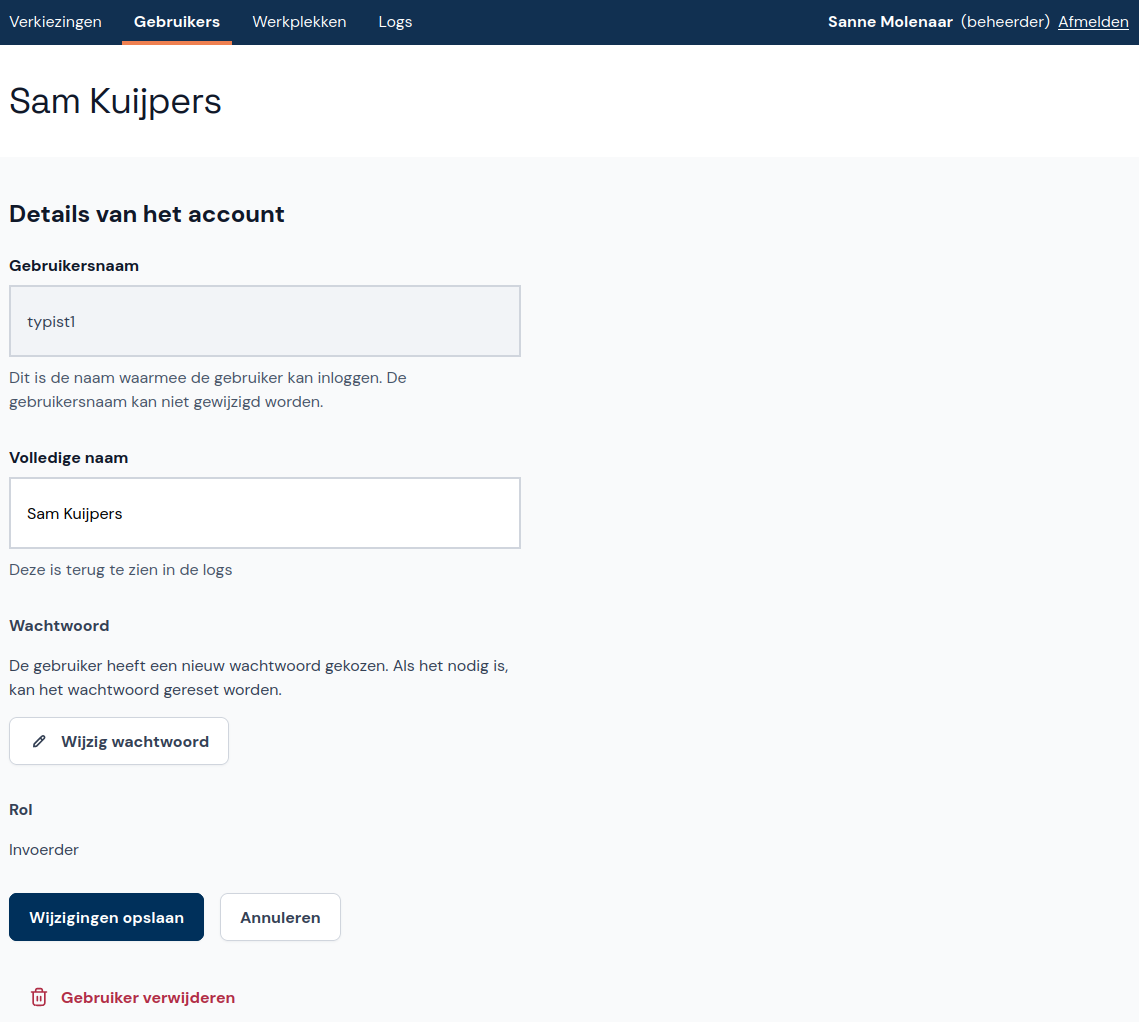 Verkiezingen Gebruikers Werkplekken Logs Sanne Molenaar (beheerder) Afmelden
Sam Kuijpers
Details van het account
Gebruikersnaam
typist1
Dit is de naam waarmee de gebruiker kan inloggen. De
gebruikersnaam kan niet gewijzigd worden.
Volledige naam
Sam Kuijpers
Deze is terug te zien in de logs
Wachtwoord
De gebruiker heeft een nieuw wachtwoord gekozen. Als het nodig is,
kan het wachtwoord gereset worden.
Wijzig wachtwoord
Rol
Invoerder
Wijzigingen opslaan Annuleren
Gebruiker verwijderen